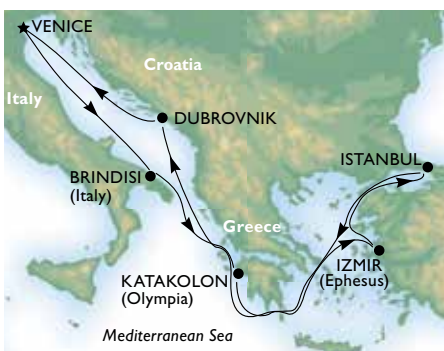 VENICE
Croatia
Italy
DUBROVNIK
ISTANBUL
BRINDISI
(Italy)
Greece
IZMIR
(Ephesus)
KATAKOLON
(Olympia)
Mediterranean Sea